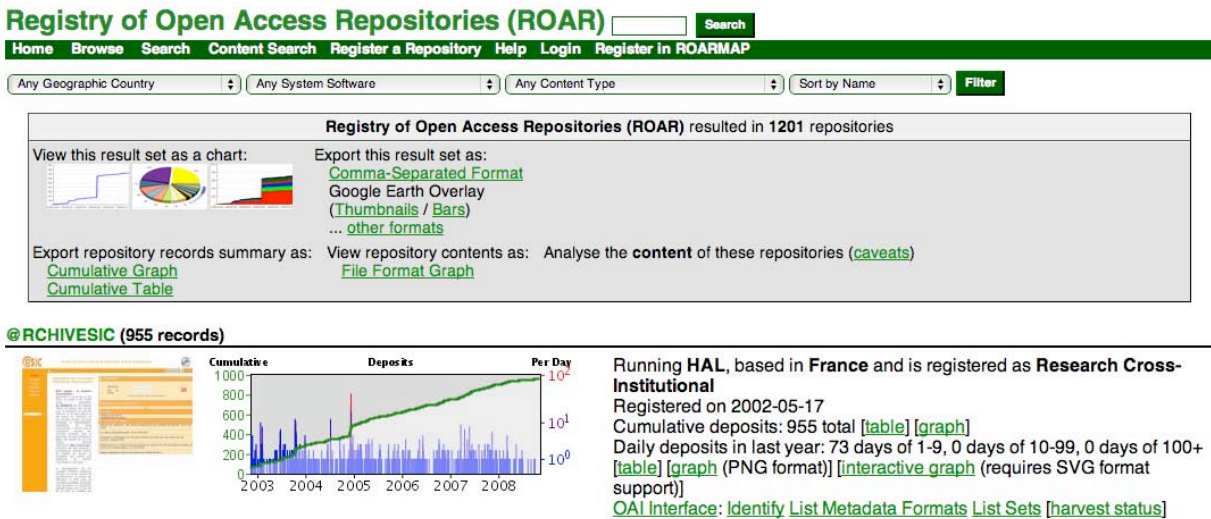 Registry of Open Access Repositories (ROAR) Search
Home Browse Search Content Search Register a Repository Help Login Register in ROARMAP
Any Geographic Country Any System Software Any Content Type Sort by Name Filter
Registry of Open Access Repositories (ROAR) resulted in 1201 repositories
View this result set as a chart:
Export this result set as:
Comma-Separated Format
Google Earth Overlay
(Thumbnails / Bars)
... other formats
Export repository records summary as:
Cumulative Graph
Cumulative Table
View repository contents as:
File Format Graph
Analyse the content of these repositories (caveats)
@RCHIVESIC (955 records)
Cumulative Deposits Per Day
1000
800
600
400
200
0
10²
10¹
10⁰
2003 2004 2005 2006 2007 2008
Running HAL, based in France and is registered as Research Cross-
Institutional
Registered on 2002-05-17
Cumulative deposits: 955 total [table] [graph]
Daily deposits in last year: 73 days of 1-9, 0 days of 10-99, 0 days of 100+
[table] [graph (PNG format)] [interactive graph (requires SVG format
support)]
OAI Interface: Identify List Metadata Formats List Sets [harvest status]